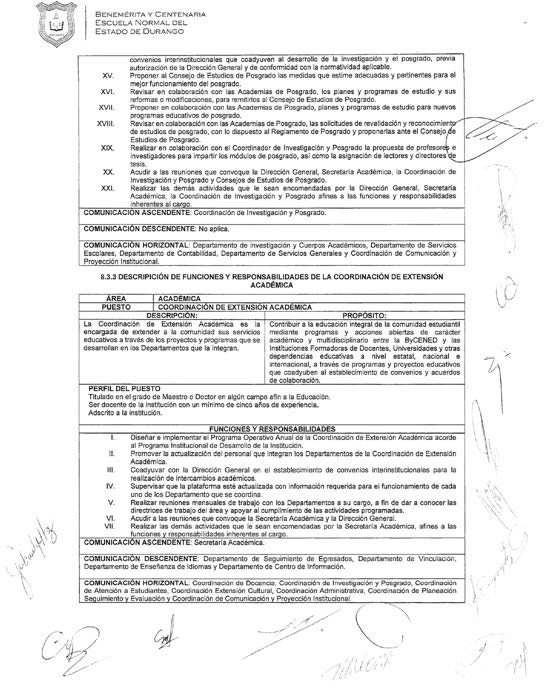 BENEMÉRITA Y CENTENARIA
ESCUELA NORMAL DEL
ESTADO DE DURANGO
convenios interinstitucionales que coadyuven al desarrollo de la investigación y el posgrado, previa
autorización de la Dirección General y de conformidad con la normatividad aplicable.
XV. Proponer al Consejo de Estudios de Posgrado las medidas que estime adecuadas y pertinentes para el
mejor funcionamiento del posgrado.
XVI. Revisar en colaboración con las Academias de Posgrado, los planes y programas de estudio y sus
reformas o modificaciones, para remitirlos al Consejo de Estudios de Posgrado.
XVII. Proponer en colaboración con las Academias de Posgrado, planes y programas de estudio para nuevos
programas educativos de posgrado.
XVIII. Revisar en colaboración con las Academias de Posgrado, las solicitudes de revalidación y reconocimiento
de estudios de posgrado, con lo dispuesto al Reglamento de Posgrado y proponerlas ante el Consejo de
Estudios de Posgrado.
XIX. Realizar en colaboración con el Coordinador de Investigación y Posgrado la propuesta de profesores e
investigadores para impartir los módulos de posgrado, así como la asignación de lectores y directores de
tesis.
XX. Acudir a las reuniones que convoque la Dirección General, Secretaría Académica, la Coordinación de
Investigación y Posgrado y Consejos de Estudios de Posgrado.
XXI. Realizar las demás actividades que le sean encomendadas por la Dirección General, Secretaría
Académica, la Coordinación de Investigación y Posgrado afines a las funciones y responsabilidades
inherentes al cargo.
COMUNICACIÓN ASCENDENTE: Coordinación de Investigación y Posgrado.
COMUNICACIÓN DESCENDENTE: No aplica.
COMUNICACIÓN HORIZONTAL: Departamento de Investigación y Cuerpos Académicos, Departamento de Servicios
Escolares, Departamento de Contabilidad, Departamento de Servicios Generales y Coordinación de Comunicación y
Proyección Institucional.
8.3.3 DESCRIPCIÓN DE FUNCIONES Y RESPONSABILIDADES DE LA COORDINACIÓN DE EXTENSIÓN
ACADÉMICA
ÁREA ACADÉMICA
PUESTO COORDINACIÓN DE EXTENSIÓN ACADÉMICA
DESCRIPCIÓN:
La Coordinación de Extensión Académica es la
encargada de extender a la comunidad sus servicios
educativos a través de los proyectos y programas que se
desarrollan en los Departamentos que la integran.
PROPÓSITO:
Contribuir a la educación integral de la comunidad estudiantil
mediante programas y acciones abiertas de carácter
académico y multidisciplinario entre la ByCENED y las
Instituciones Formadoras de Docentes, Universidades y otras
dependencias educativas a nivel estatal, nacional e
internacional, a través de programas y proyectos educativos
que coadyuven al establecimiento de convenios y acuerdos
de colaboración.
PERFIL DEL PUESTO
Titulado en el grado de Maestro o Doctor en algún campo afín a la Educación.
Ser docente de la Institución con un mínimo de cinco años de experiencia.
Adscrito a la institución.
FUNCIONES Y RESPONSABILIDADES
I. Diseñar e implementar el Programa Operativo Anual de la Coordinación de Extensión Académica acorde
al Programa Institucional de Desarrollo de la Institución.
II. Promover la actualización del personal que integran los Departamentos de la Coordinación de Extensión
Académica.
III. Coadyuvar con la Dirección General en el establecimiento de convenios interinstitucionales para la
realización de intercambios académicos.
IV. Supervisar que la plataforma esté actualizada con información requerida para el funcionamiento de cada
uno de los Departamento que se coordina.
V. Realizar reuniones mensuales de trabajo con los Departamentos a su cargo, a fin de dar a conocer las
directrices de trabajo del área y apoyar al cumplimiento de las actividades programadas.
VI. Acudir a las reuniones que convoque la Secretaría Académica y la Dirección General.
VII. Realizar las demás actividades que le sean encomendadas por la Secretaría Académica, afines a las
funciones y responsabilidades inherentes al cargo.
COMUNICACIÓN ASCENDENTE: Secretaría Académica.
COMUNICACIÓN DESCENDENTE: Departamento de Seguimiento de Egresados, Departamento de Vinculación,
Departamento de Enseñanza de Idiomas y Departamento de Centro de Información.
COMUNICACIÓN HORIZONTAL: Coordinación de Docencia, Coordinación de Investigación y Posgrado, Coordinación
de Atención a Estudiantes, Coordinación Extensión Cultural, Coordinación Administrativa, Coordinación de Planeación
Seguimiento y Evaluación y Coordinación de Comunicación y Proyección Institucional.